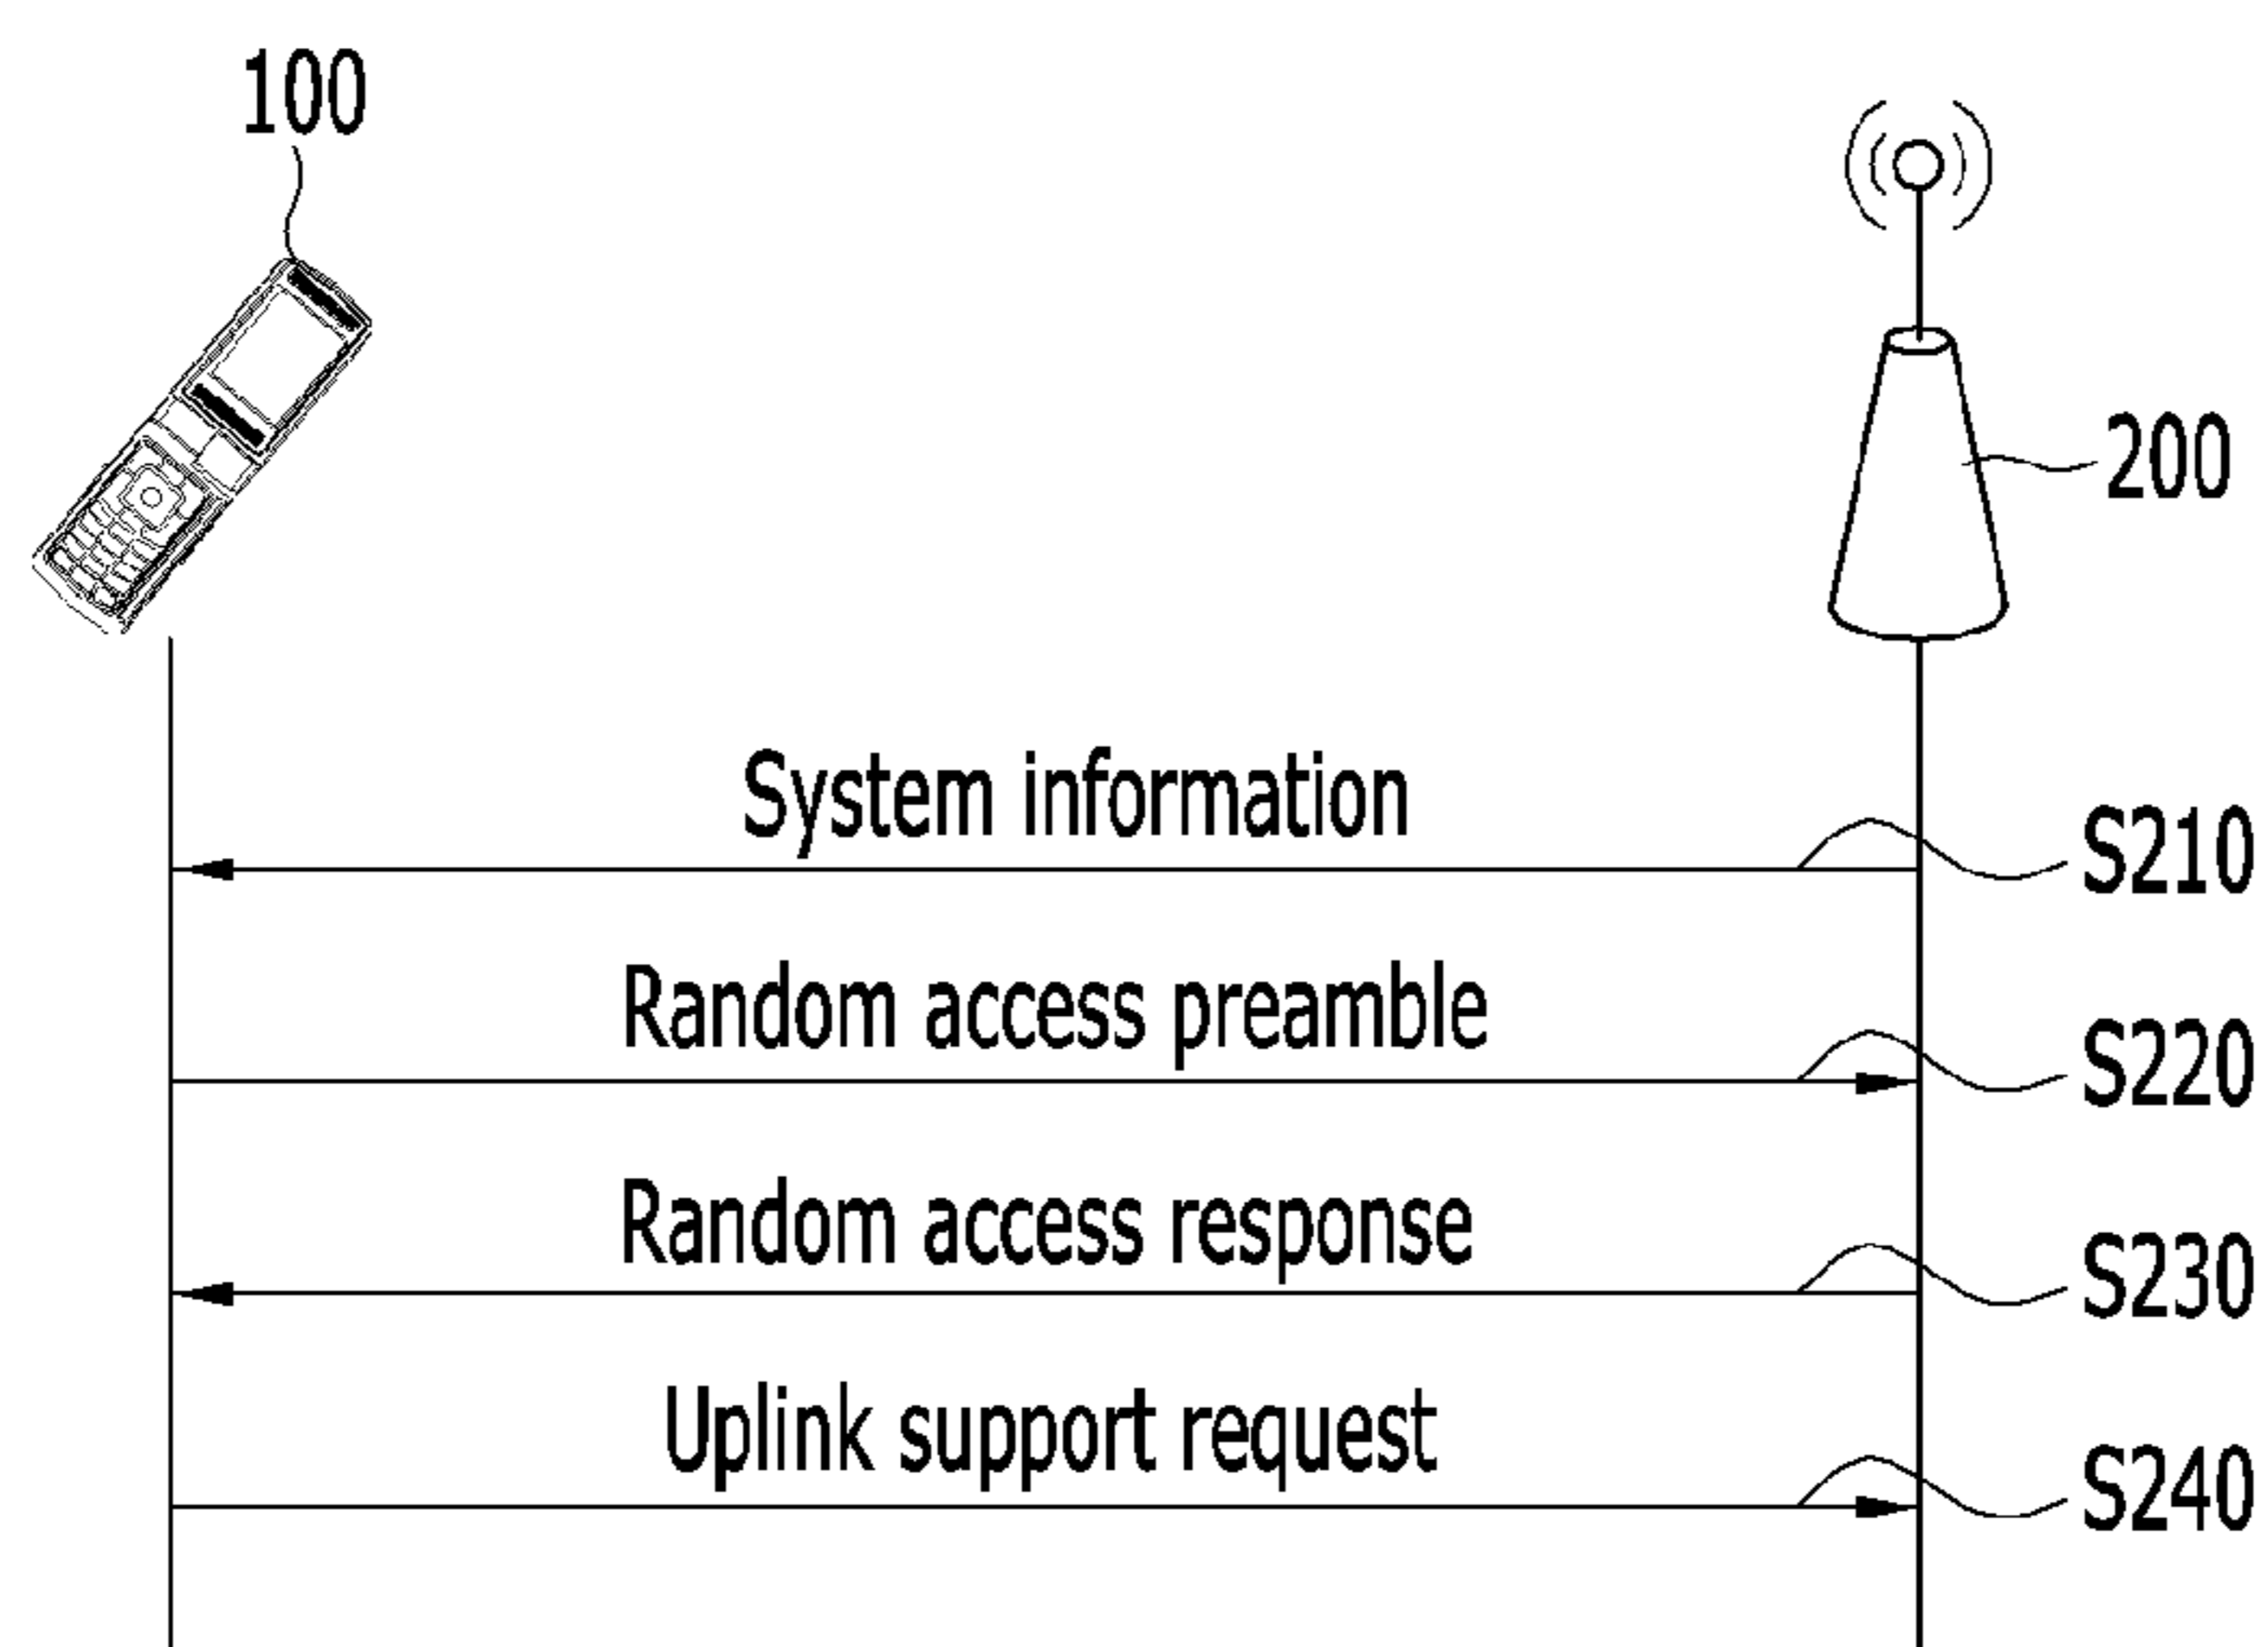 100
200
System information
S210
Random access preamble
S220
Random access response
S230
Uplink support request
S240